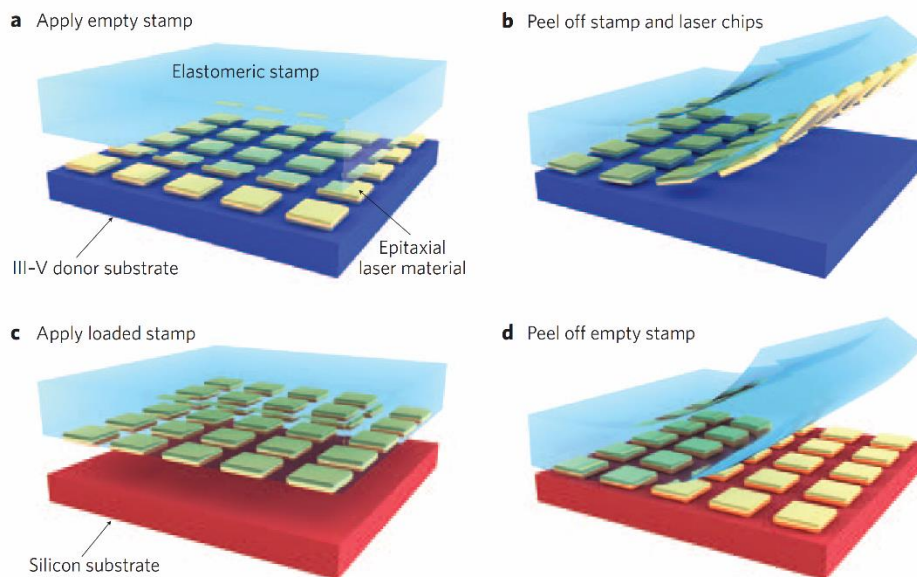 a Apply empty stamp
b Peel off stamp and laser chips
Elastomeric stamp
III–V donor substrate
Epitaxial
laser material
c Apply loaded stamp
d Peel off empty stamp
Silicon substrate